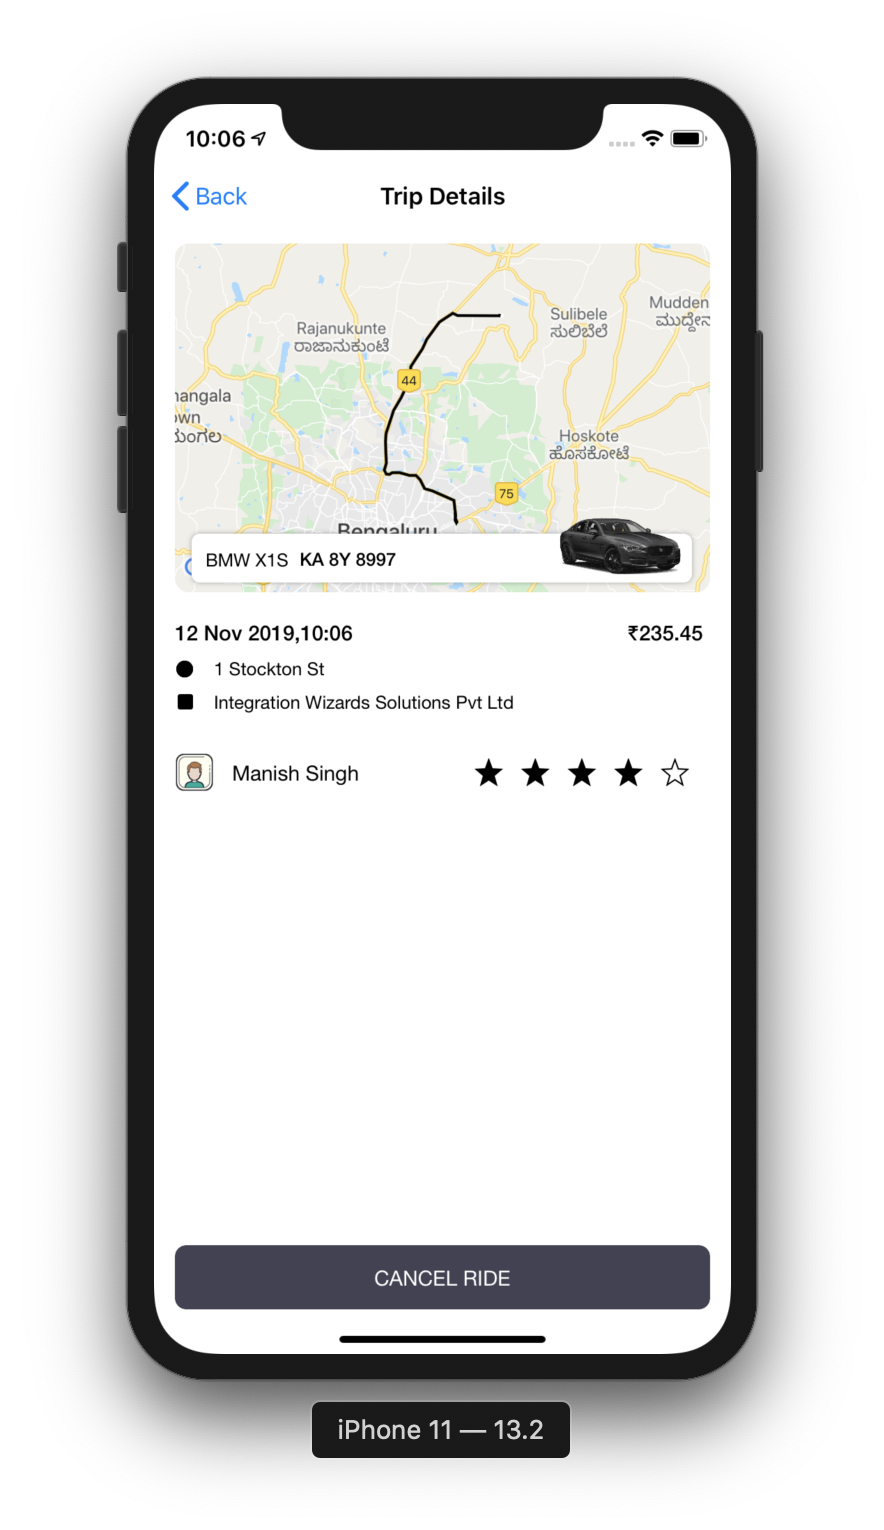 10:06
Back
Trip Details
Rajanukunte
ರಾಜಾನುಕುಂಟೆ
Sulibele
ಸುಲಿಬೆಲೆ
Mudden
ಮುದ್ದೇನ
44
angala
own
ಮಂಗಲ
Hoskote
ಹೊಸಕೋಟೆ
75
Bengaluru
BMW X1S KA 8Y 8997
12 Nov 2019,10:06
₹235.45
1 Stockton St
Integration Wizards Solutions Pvt Ltd
Manish Singh
CANCEL RIDE
iPhone 11 — 13.2